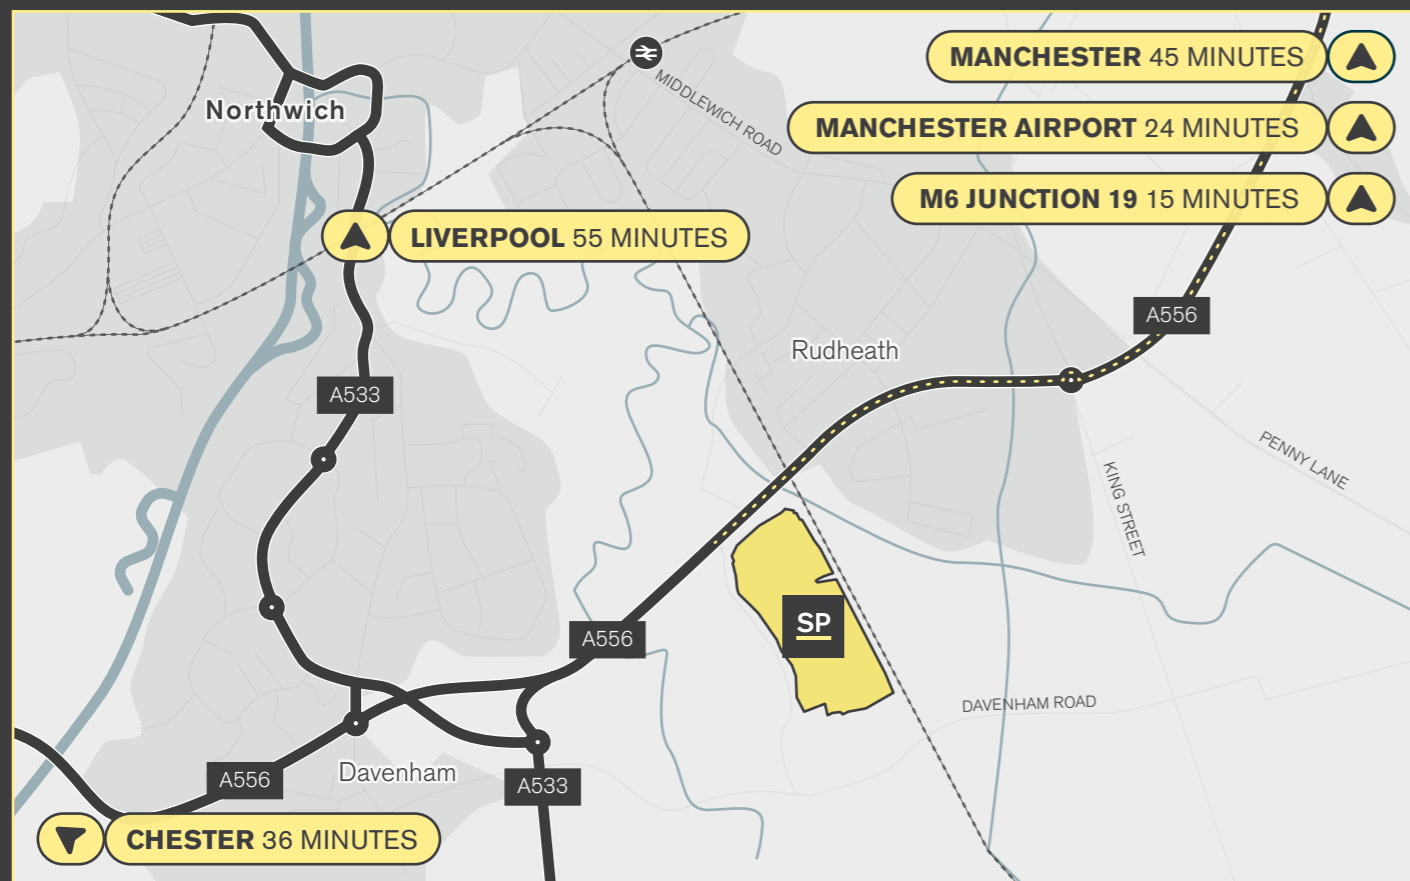 MANCHESTER 45 MINUTES
MIDDLEWICH ROAD
Northwich
MANCHESTER AIRPORT 24 MINUTES
M6 JUNCTION 19 15 MINUTES
LIVERPOOL 55 MINUTES
A556
Rudheath
A533
PENNY LANE
KING STREET
SP
A556
DAVENHAM ROAD
Davenham
A556
A533
CHESTER 36 MINUTES